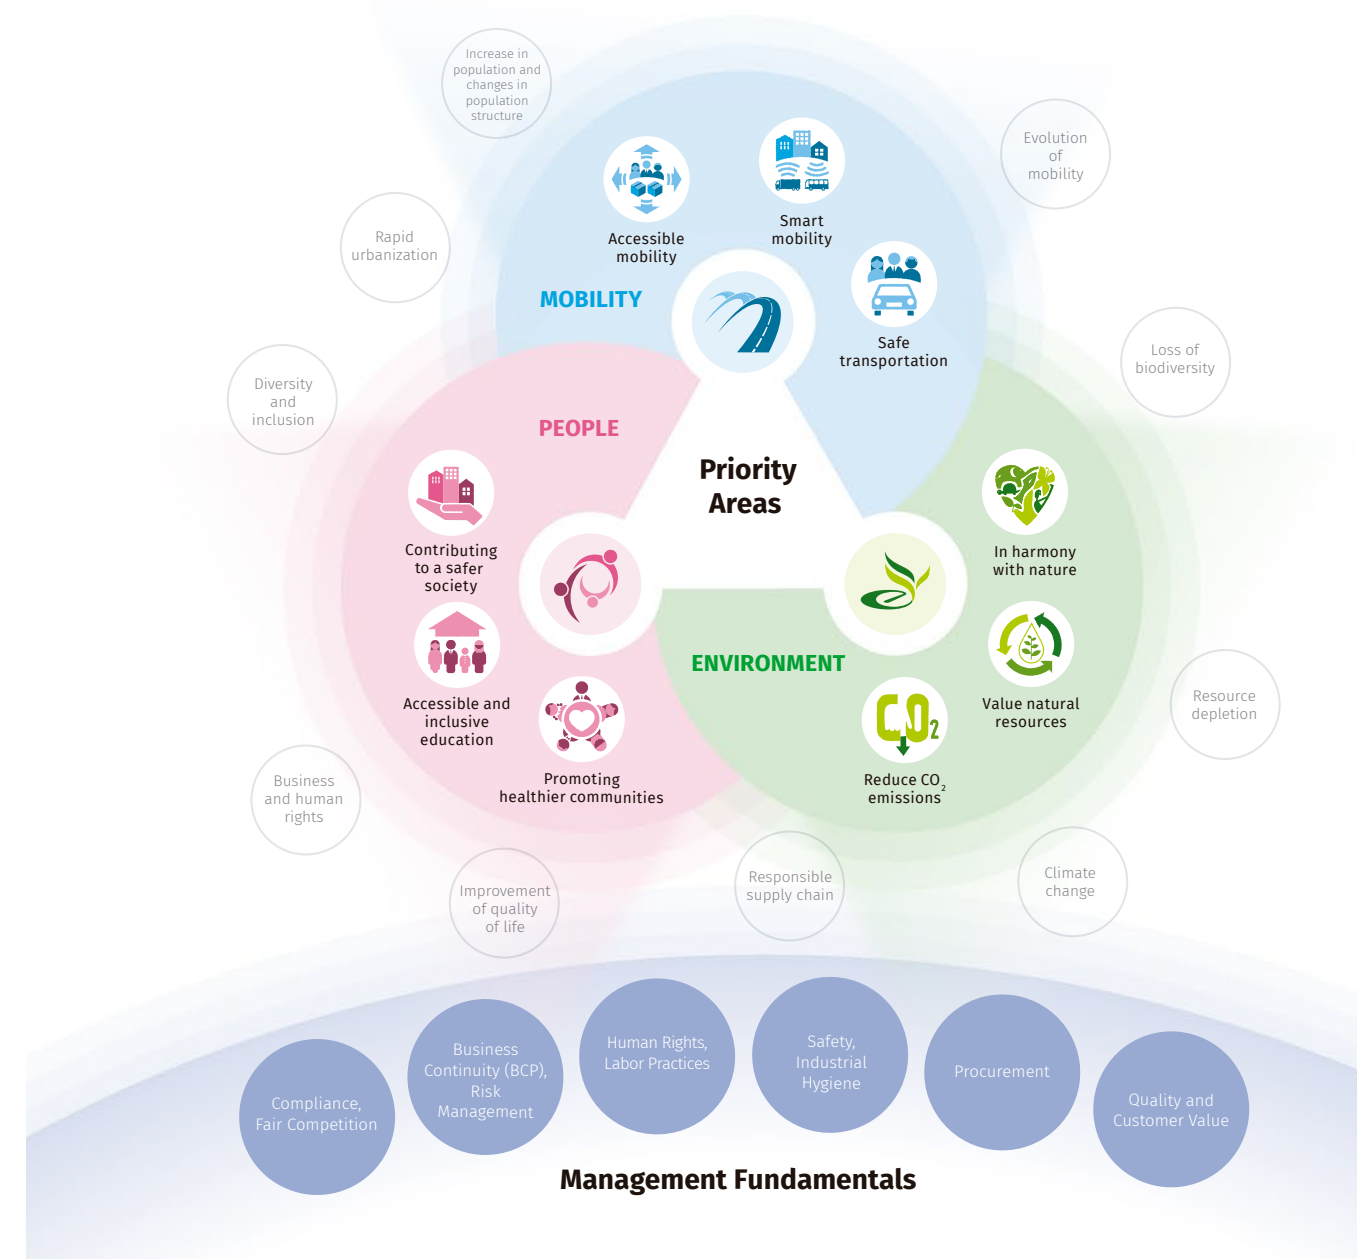 Increase in
population and
changes in
population
structure
Evolution
of
mobility
Rapid
urbanization
Accessible
mobility
Smart
mobility
MOBILITY
Safe
transportation
Loss of
biodiversity
Diversity
and
inclusion
PEOPLE
Priority
Areas
Contributing
to a safer
society
In harmony
with nature
ENVIRONMENT
Accessible and
inclusive
education
Value natural
resources
Resource
depletion
CO2
Promoting
healthier communities
Reduce CO₂
emissions
Business
and human
rights
Improvement
of quality
of life
Responsible
supply chain
Climate
change
Compliance,
Fair Competition
Business
Continuity (BCP),
Risk
Management
Human Rights,
Labor Practices
Safety,
Industrial
Hygiene
Procurement
Quality and
Customer Value
Management Fundamentals